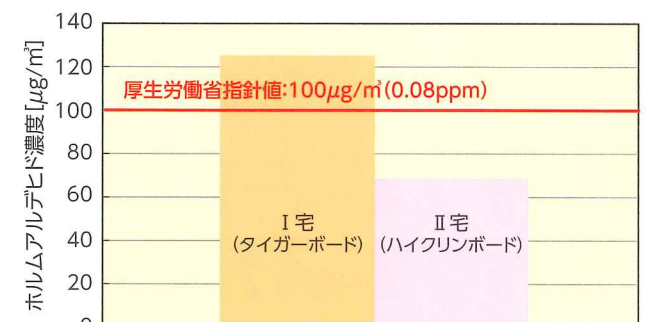 140
120
厚生労働省指針値:100μg/㎥(0.08ppm)
100
80
60
Ⅰ宅
(タイガーボード)
Ⅱ宅
(ハイクリンボード)
40
20
0
ホルムアルデヒド濃度[μg/㎥]